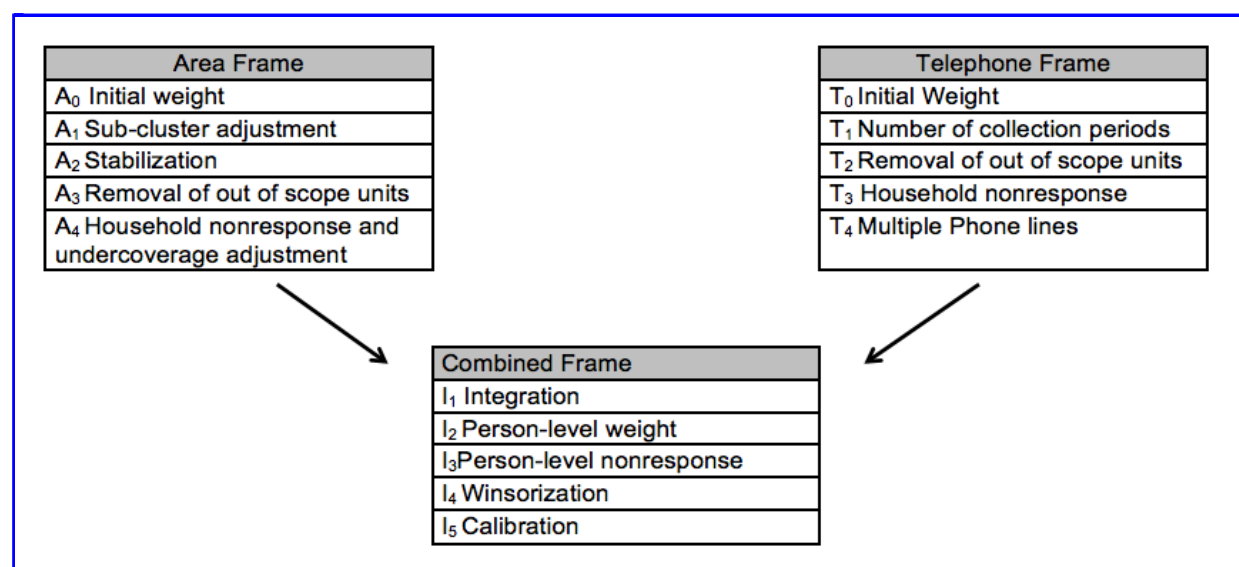 Area Frame
A₀ Initial weight
A₁ Sub-cluster adjustment
A₂ Stabilization
A₃ Removal of out of scope units
A₄ Household nonresponse and
undercoverage adjustment
Telephone Frame
T₀ Initial Weight
T₁ Number of collection periods
T₂ Removal of out of scope units
T₃ Household nonresponse
T₄ Multiple Phone lines
Combined Frame
I₁ Integration
I₂ Person-level weight
I₃Person-level nonresponse
I₄ Winsorization
I₅ Calibration